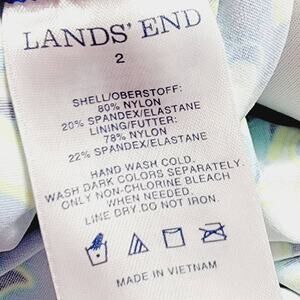 LANDS' END
2
SHELL/OBERSTOFF:
80% NYLON
20% SPANDEX/ELASTANE
LINING/FUTTER:
78% NYLON
22% SPANDEX/ELASTANE
HAND WASH COLD.
WASH DARK COLORS SEPARATELY.
ONLY NON-CHLORINE BLEACH
WHEN NEEDED.
LINE DRY.DO NOT IRON.
MADE IN VIETNAM